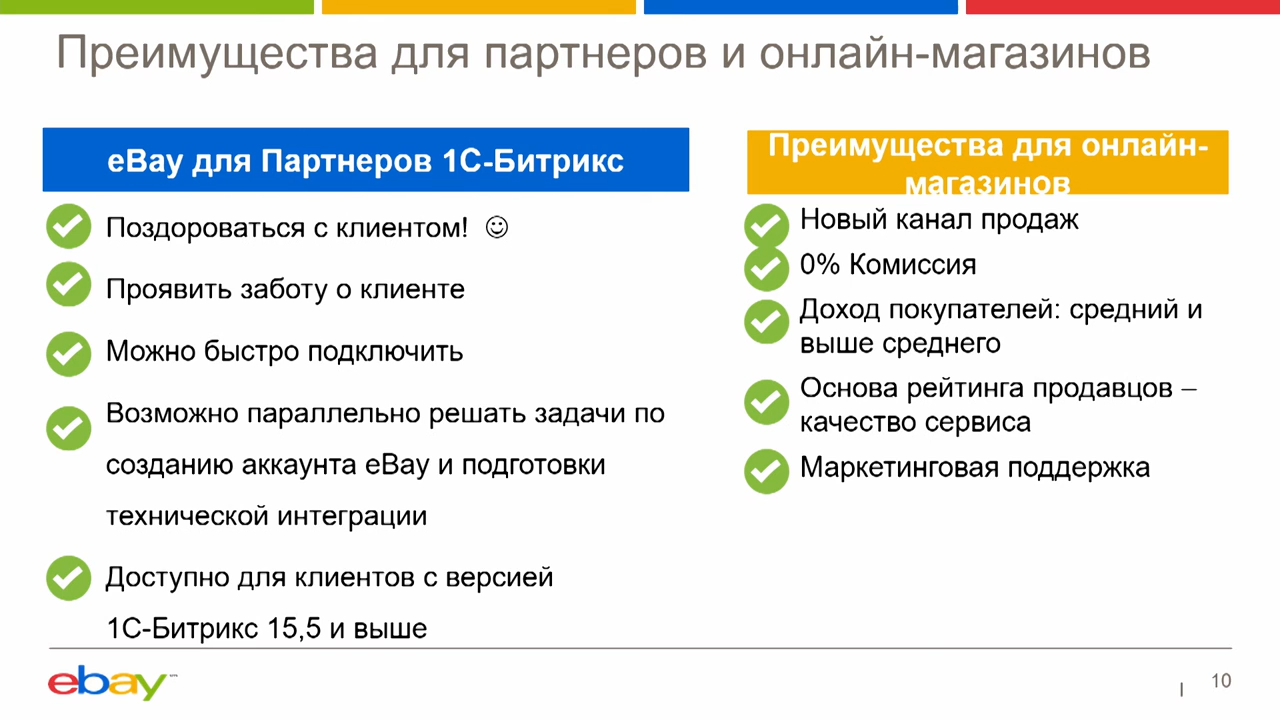 Преимущества для партнеров и онлайн-магазинов
eBay для Партнеров 1С-Битрикс
Поздороваться с клиентом! ☺
Проявить заботу о клиенте
Можно быстро подключить
Возможно параллельно решать задачи по
созданию аккаунта eBay и подготовки
технической интеграции
Доступно для клиентов с версией
1С-Битрикс 15,5 и выше
Преимущества для онлайн-
магазинов
Новый канал продаж
0% Комиссия
Доход покупателей: средний и
выше среднего
Основа рейтинга продавцов –
качество сервиса
Маркетинговая поддержка
ebay
| 10